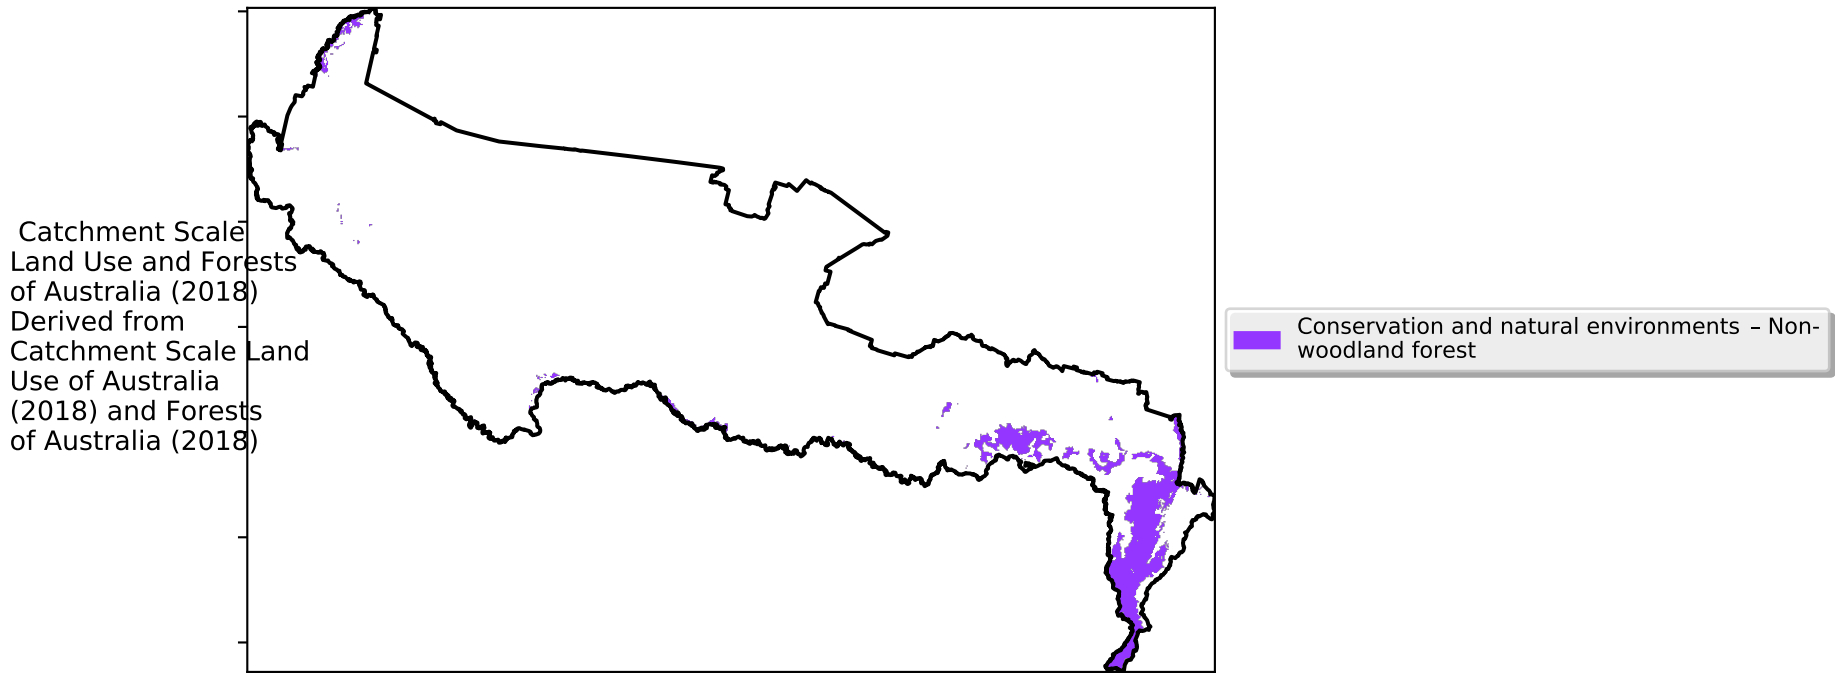 Catchment Scale
Land Use and Forests
of Australia (2018)
Derived from
Catchment Scale Land
Use of Australia
(2018) and Forests
of Australia (2018)
Conservation and natural environments – Non-
woodland forest